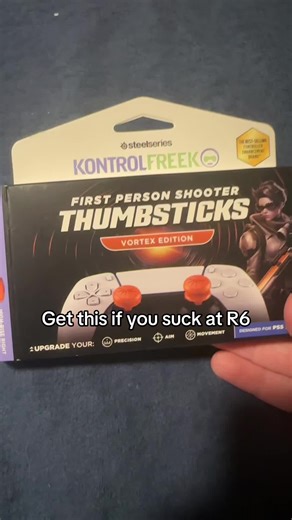 steelseries
KONTROLFREEK
FIRST PERSON SHOOTER
THUMBSTICKS
VORTEX EDITION
Get this if you suck at R6
UPGRADE YOUR:
PRECISION
AIM
MOVEMENT
DESIGNED FOR PS5